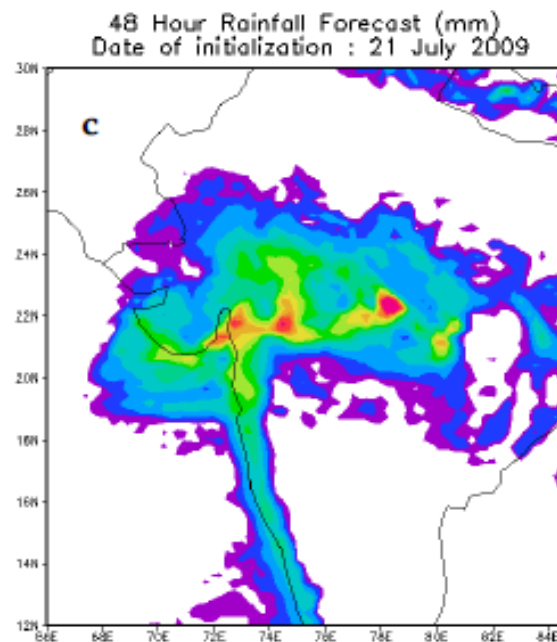 48 Hour Rainfall Forecast (mm)
Date of initialization : 21 July 2009
30N
c
28N
26N
24N
22N
20N
18N
16N
14N
12N
70E 72E 74E 76E 78E 80E 82E